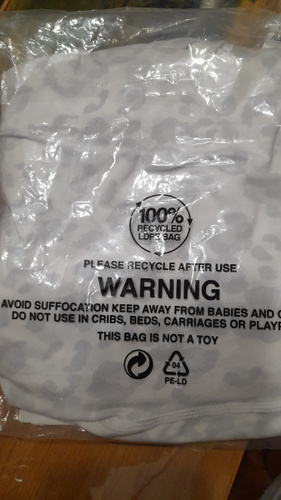 100%
RECYCLED
LDPE BAG
PLEASE RECYCLE AFTER USE
WARNING
AVOID SUFFOCATION KEEP AWAY FROM BABIES AND
DO NOT USE IN CRIBS, BEDS, CARRIAGES OR
THIS BAG IS NOT A TOY
04
PE-LD